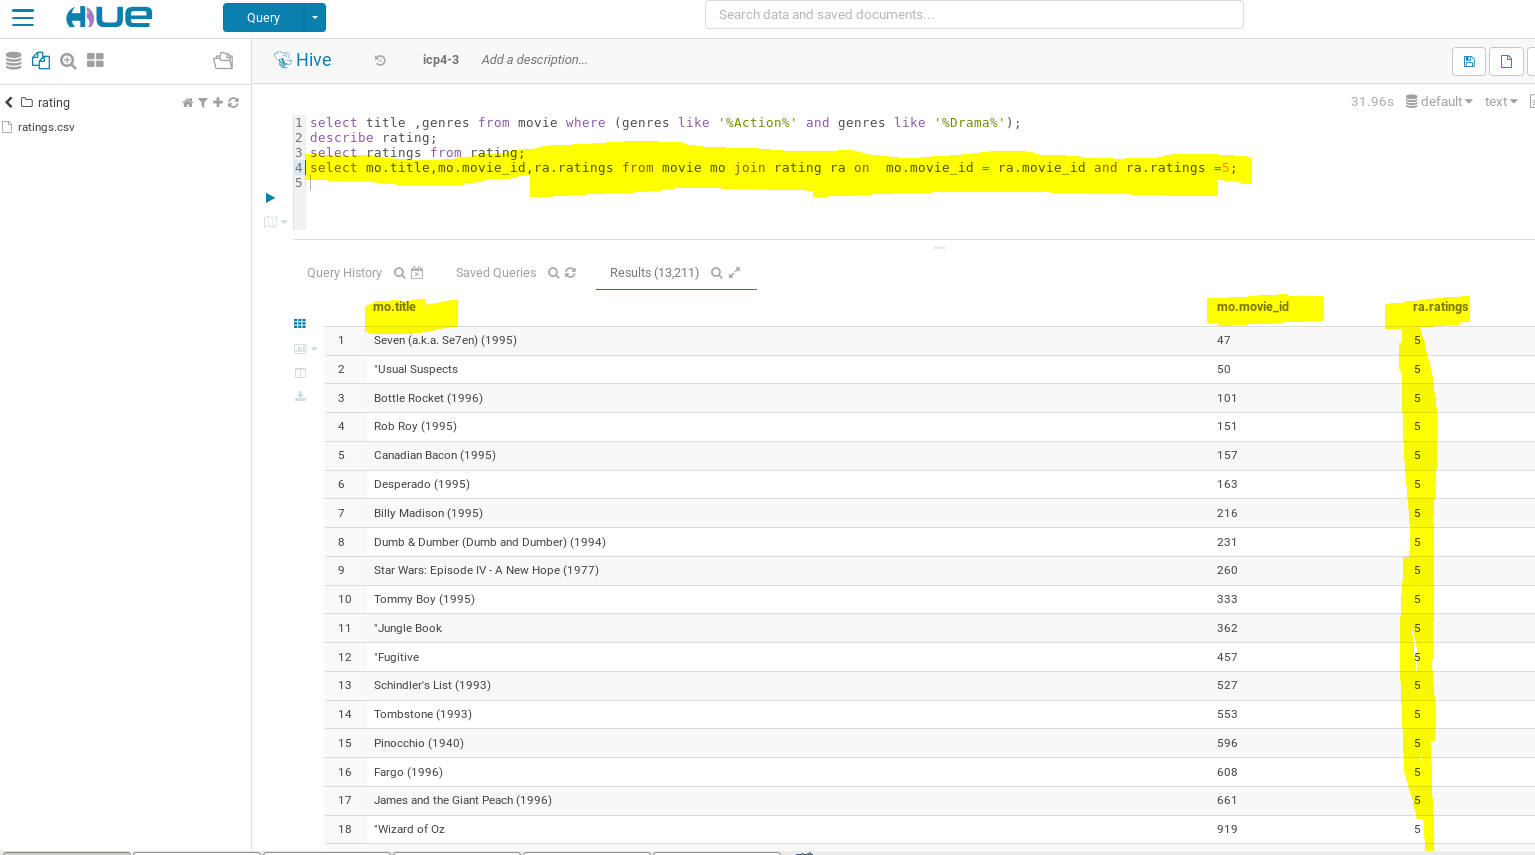 HUE
Query
Search data and saved documents...
Hive
icp4-3
Add a description...
rating
ratings.csv
31.96s
default
text
1 select title ,genres from movie where (genres like '%Action%' and genres like '%Drama%');
2 describe rating;
3 select ratings from rating;
4 select mo.title,mo.movie_id,ra.ratings from movie mo join rating ra on  mo.movie_id = ra.movie_id and ra.ratings =5;
5
Query History
Saved Queries
Results (13,211)
mo.title mo.movie_id ra.ratings
1 Seven (a.k.a. Se7en) (1995) 47 5
2 "Usual Suspects 50 5
3 Bottle Rocket (1996) 101 5
4 Rob Roy (1995) 151 5
5 Canadian Bacon (1995) 157 5
6 Desperado (1995) 163 5
7 Billy Madison (1995) 216 5
8 Dumb & Dumber (Dumb and Dumber) (1994) 231 5
9 Star Wars: Episode IV - A New Hope (1977) 260 5
10 Tommy Boy (1995) 333 5
11 "Jungle Book 362 5
12 "Fugitive 457 5
13 Schindler's List (1993) 527 5
14 Tombstone (1993) 553 5
15 Pinocchio (1940) 596 5
16 Fargo (1996) 608 5
17 James and the Giant Peach (1996) 661 5
18 "Wizard of Oz 919 5